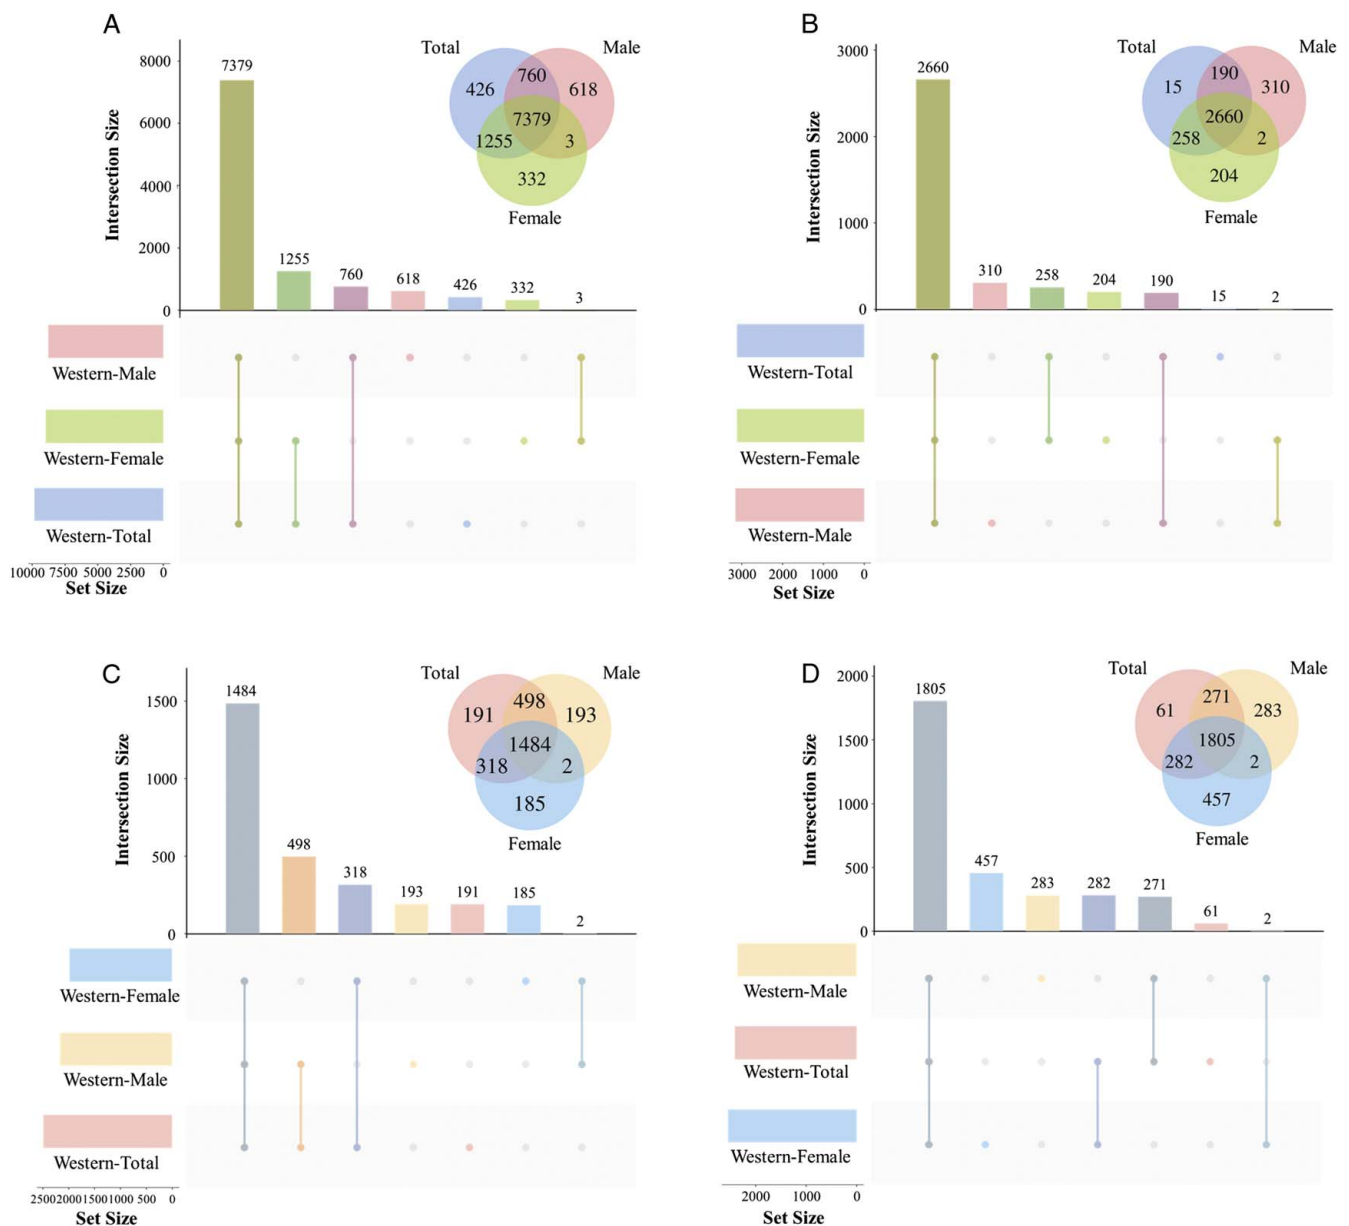 A
Total
Male
426
760
618
7379
1255
3
332
Female
Intersection Size
8000
6000
4000
2000
0
7379
1255
760
618
426
332
3
Western-Male
Western-Female
Western-Total
10000 7500 5000 2500 0
Set Size
B
Total
Male
15
190
310
2660
258
2
204
Female
Intersection Size
3000
2000
1000
0
2660
310
258
204
190
15
2
Western-Total
Western-Female
Western-Male
3000 2000 1000 0
Set Size
C
Total
Male
191
498
193
1484
318
2
185
Female
Intersection Size
1500
1000
500
0
1484
498
318
193
191
185
2
Western-Female
Western-Male
Western-Total
2500 2000 1500 1000 500 0
Set Size
D
Total
Male
61
271
283
1805
282
2
457
Female
Intersection Size
2000
1500
1000
500
0
1805
457
283
282
271
61
2
Western-Male
Western-Total
Western-Female
2000 1000 0
Set Size